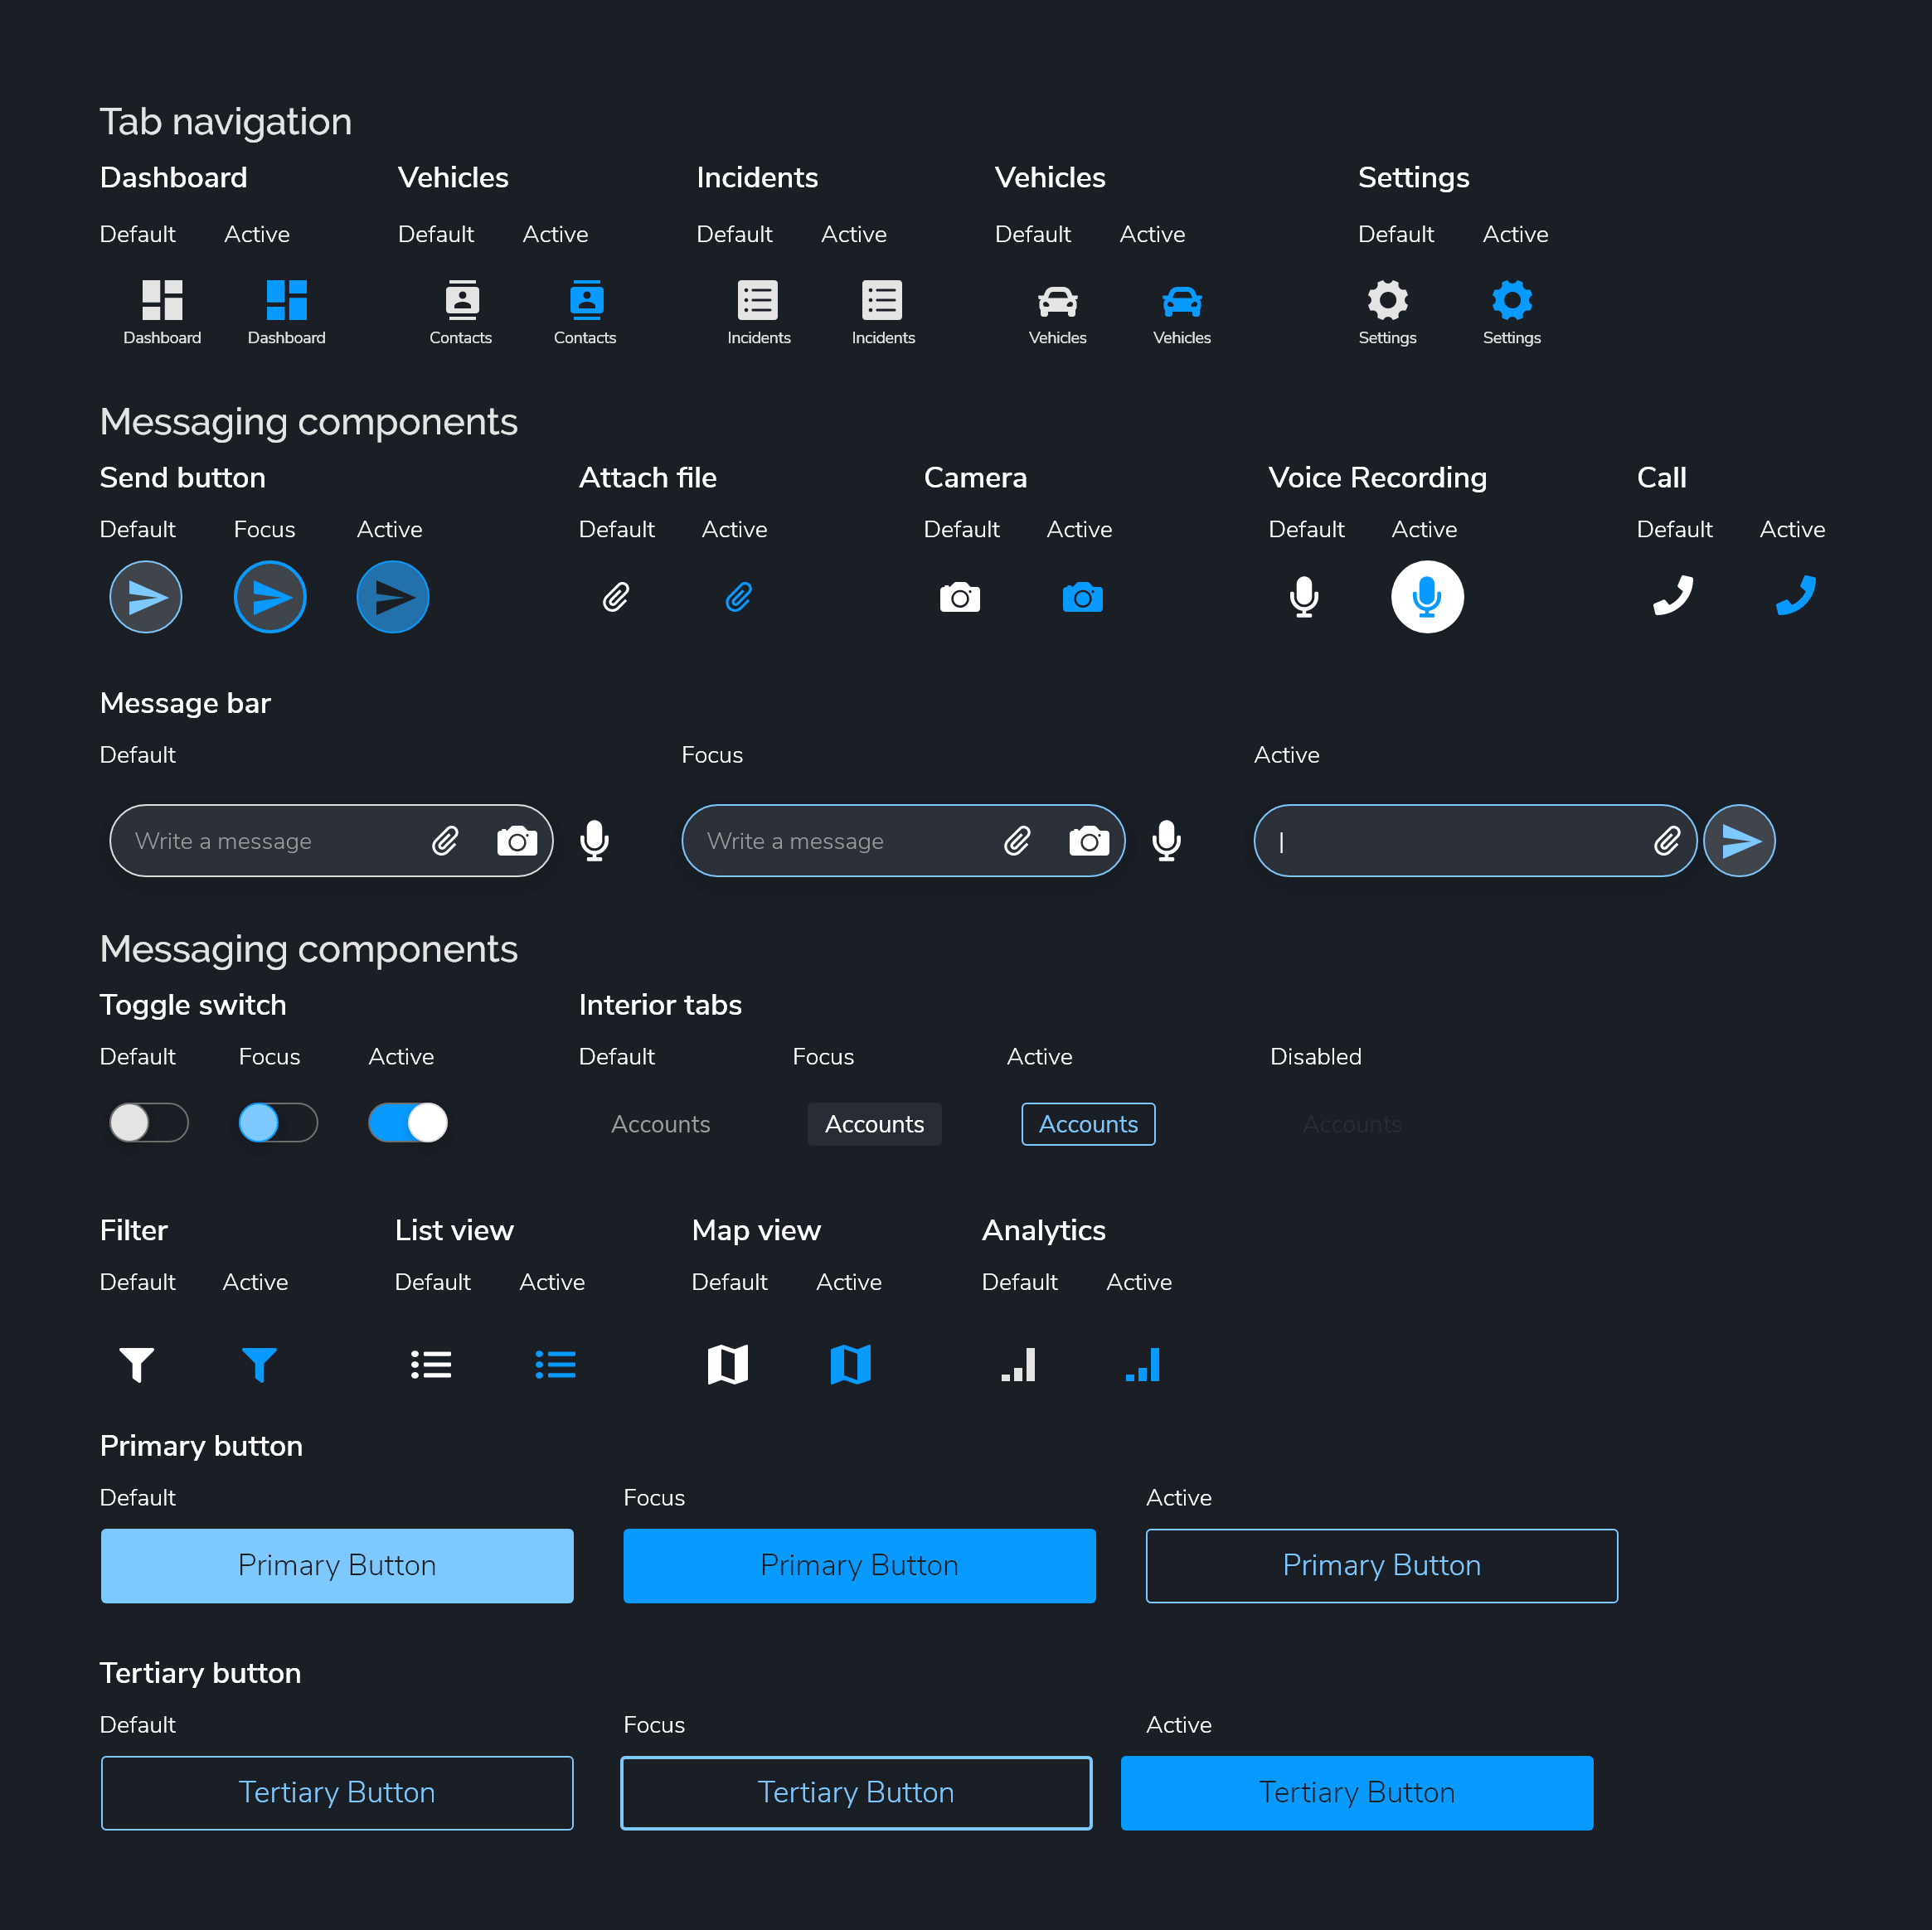 Tab navigation
Dashboard Vehicles Incidents Vehicles Settings
Default Active Default Active Default Active Default Active Default Active
Dashboard Dashboard Contacts Contacts Incidents Incidents Vehicles Vehicles Settings Settings
Messaging components
Send button Attach file Camera Voice Recording Call
Default Focus Active Default Active Default Active Default Active Default Active
Message bar
Default Focus Active
Write a message Write a message
Messaging components
Toggle switch Interior tabs
Default Focus Active Default Focus Active Disabled
Accounts Accounts Accounts Accounts
Filter List view Map view Analytics
Default Active Default Active Default Active Default Active
Primary button
Default Focus Active
Primary Button Primary Button Primary Button
Tertiary button
Default Focus Active
Tertiary Button Tertiary Button Tertiary Button